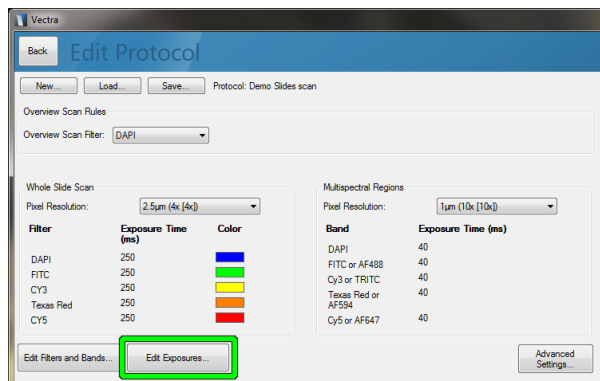 Vectra
Back
Edit Protocol
New...
Load...
Save...
Protocol: Demo Slides scan
Overview Scan Rules
Overview Scan Filter:
DAPI
Whole Slide Scan
Pixel Resolution:
2.5µm (4x [4x])
Filter
Exposure Time
(ms)
Color
DAPI
250
FITC
250
CY3
250
Texas Red
250
CY5
250
Multispectral Regions
Pixel Resolution:
1µm (10x [10x])
Band
Exposure Time (ms)
DAPI
40
FITC or AF488
40
Cy3 or TRITC
40
Texas Red or
AF594
40
Cy5 or AF647
40
Edit Filters and Bands...
Edit Exposures...
Advanced
Settings...